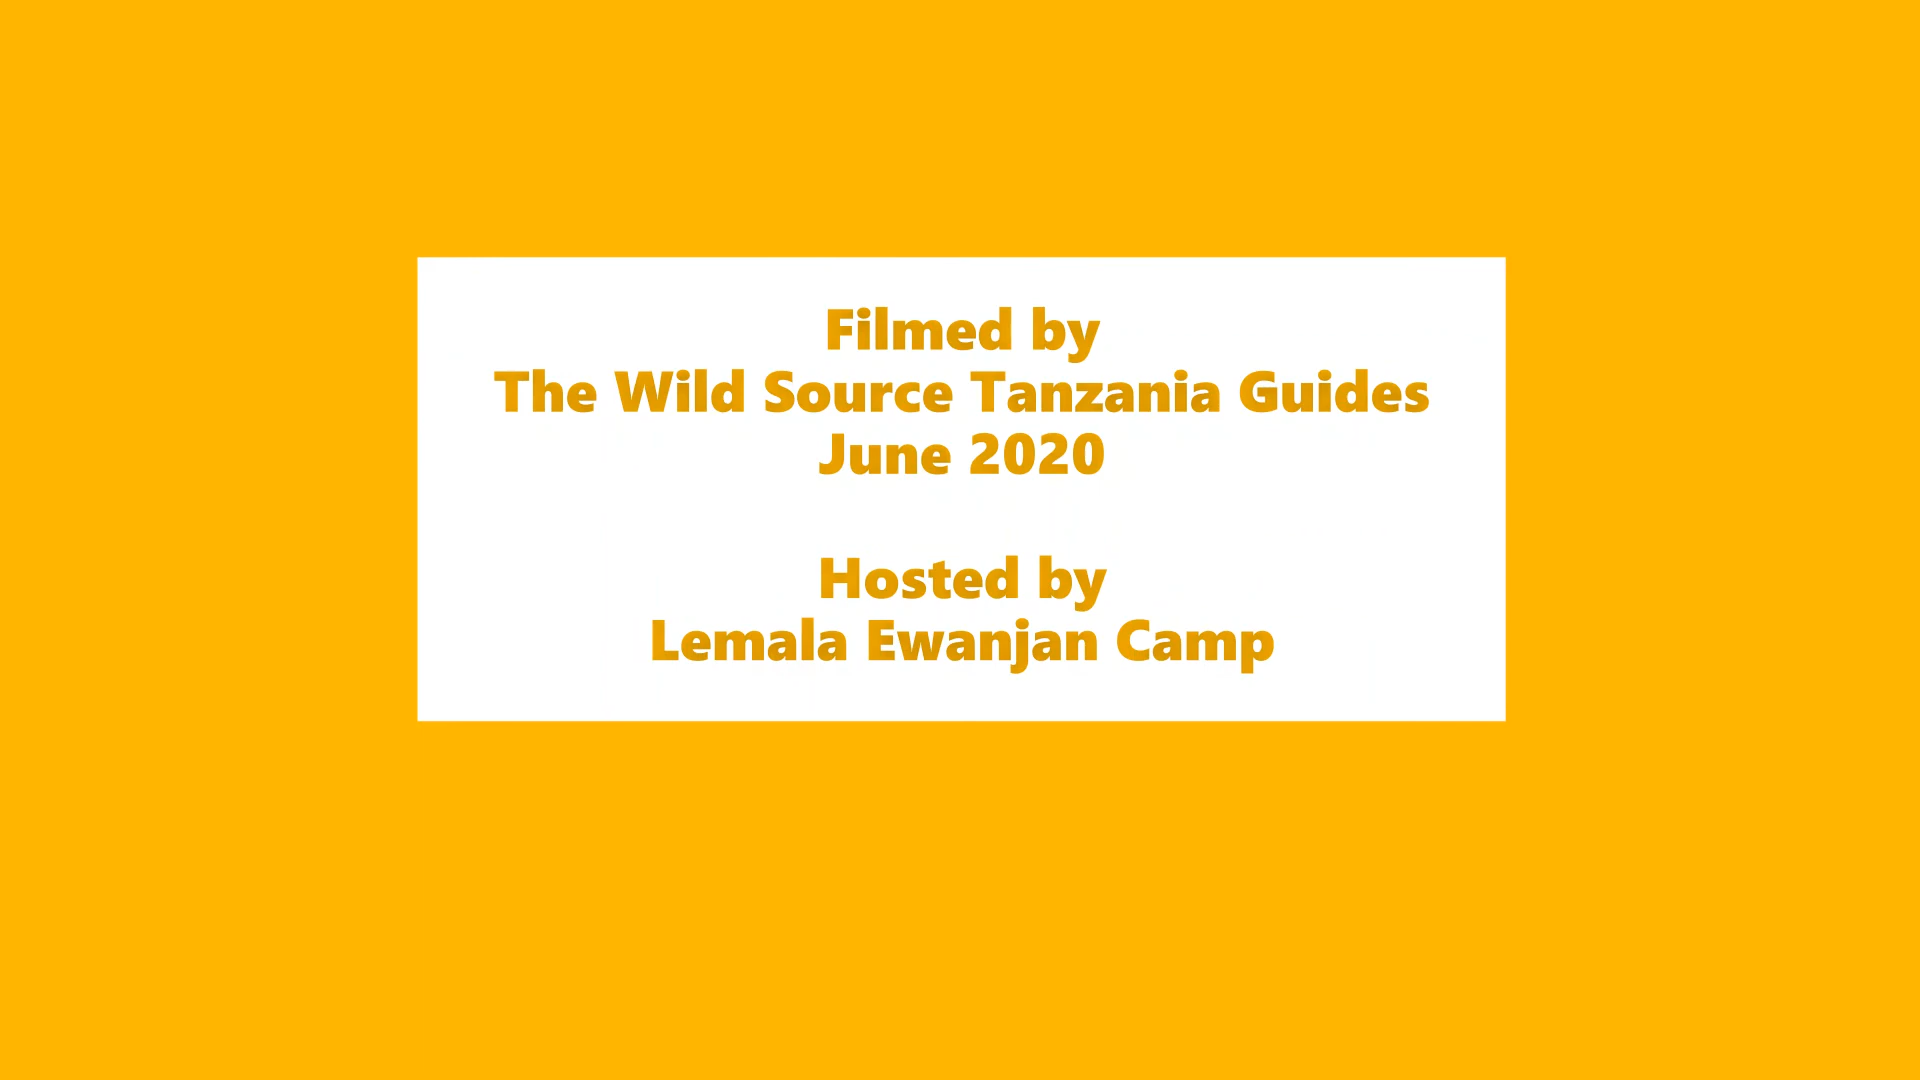 Filmed by
The Wild Source Tanzania Guides
June 2020
Hosted by
Lemala Ewanjan Camp